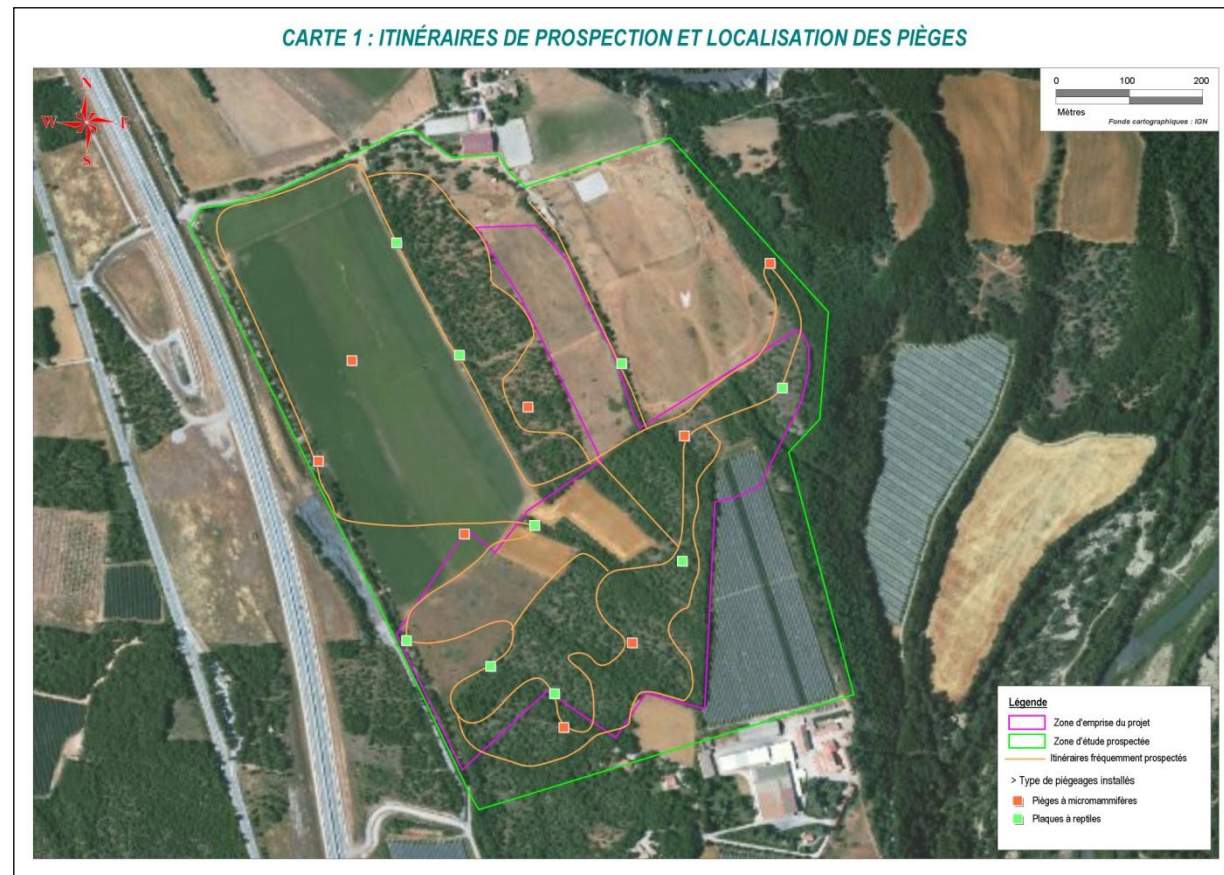 CARTE 1 : ITINÉRAIRES DE PROSPECTION ET LOCALISATION DES PIÈGES
N
W E
S
0 100 200
Mètres
Fonds cartographiques : IGN
Légende
Zone d'emprise du projet
Zone d'étude prospectée
Itinéraires fréquemment prospectés
> Type de piégeages installés
Pièges à micromammifères
Plaques à reptiles